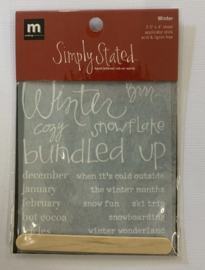 m
Winter
Simply Stated
Winter
brrr
cozy snowflake
bundled up
december when it's cold outside
january the winter months
february snow fun ski trip
hot cocoa snowboarding
winter wonderland